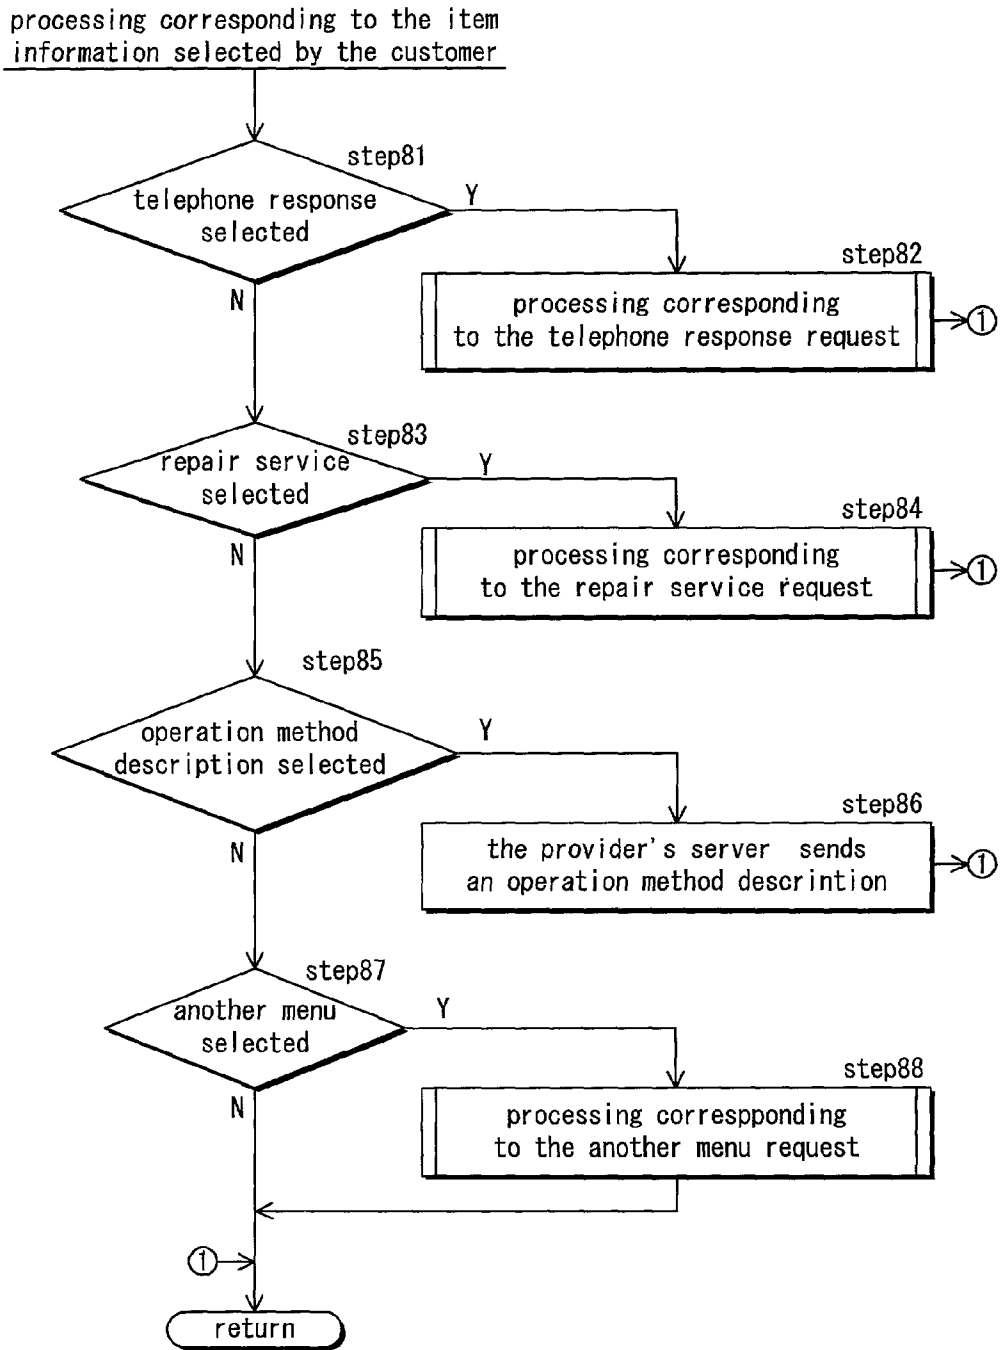 processing corresponding to the item
information selected by the customer
step81
telephone response
selected
Y
N
step82
processing corresponding
to the telephone response request
①
step83
repair service
selected
Y
N
step84
processing corresponding
to the repair service request
①
step85
operation method
description selected
Y
N
step86
the provider's server sends
an operation method descrintion
①
step87
another menu
selected
Y
N
step88
processing correspponding
to the another menu request
①
return